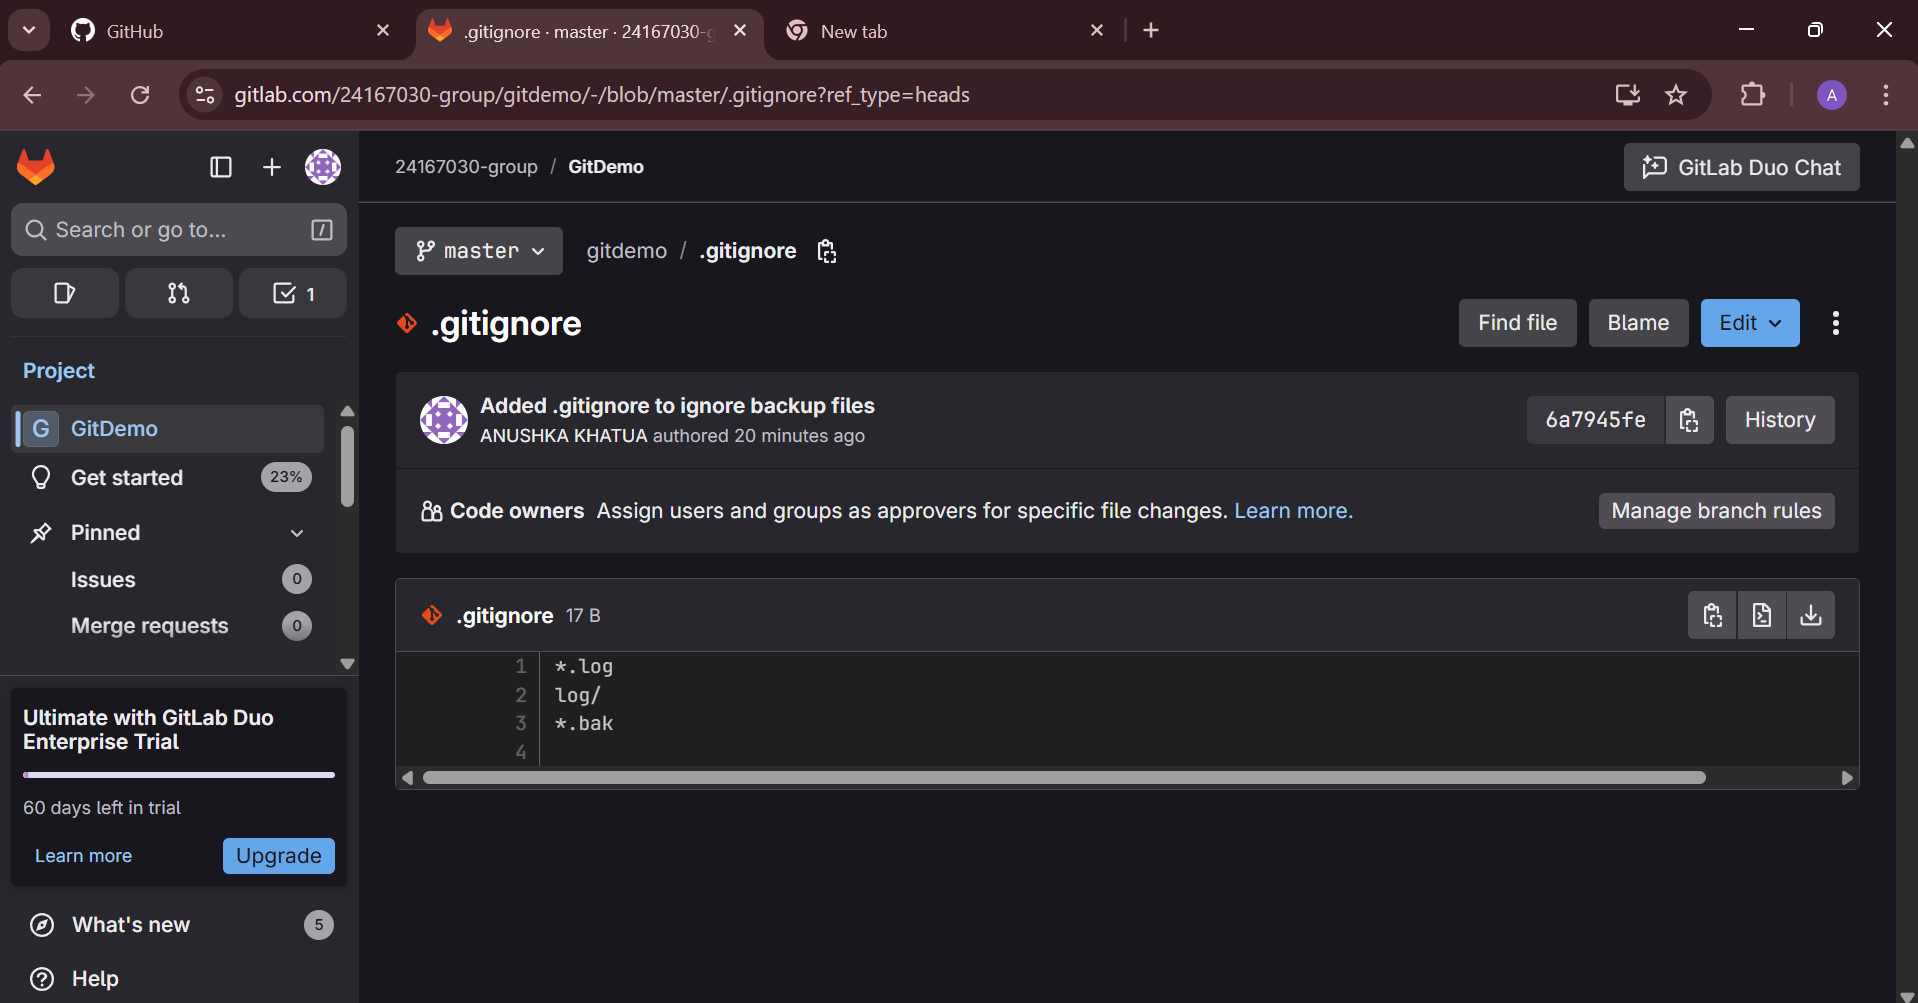 GitHub
.gitignore · master · 24167030-g
New tab
gitlab.com/24167030-group/gitdemo/-/blob/master/.gitignore?ref_type=heads
A
24167030-group / GitDemo
GitLab Duo Chat
Search or go to...
/
1
Project
G GitDemo
Get started 23%
Pinned
Issues 0
Merge requests 0
Ultimate with GitLab Duo
Enterprise Trial
60 days left in trial
Learn more
Upgrade
What's new 5
Help
master
gitdemo / .gitignore
.gitignore
Find file
Blame
Edit
Added .gitignore to ignore backup files
ANUSHKA KHATUA authored 20 minutes ago
6a7945fe
History
Code owners Assign users and groups as approvers for specific file changes. Learn more.
Manage branch rules
.gitignore 17 B
1 *.log
2 log/
3 *.bak
4